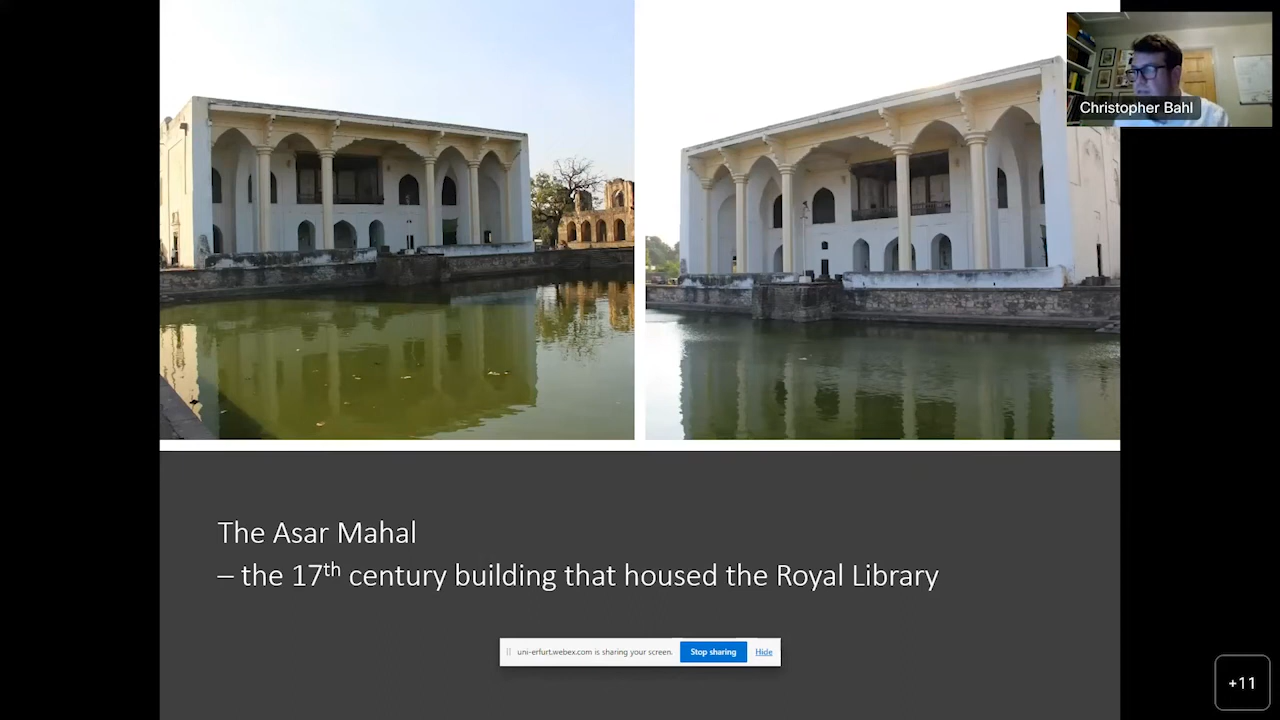 Christopher Bahl
The Asar Mahal
– the 17th century building that housed the Royal Library
uni-erfurt.webex.com is sharing your screen.
Stop sharing
Hide
+11